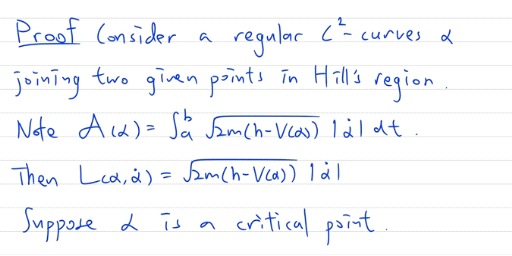 Proof Consider a regular C²-curves α
joining two given points in Hill's region.
Note A(α) = ∫ₐᵇ √2m(h-V(α)) |α̇| dt.
Then L(α, α̇) = √2m(h-V(α)) |α̇|
Suppose α is a critical point.